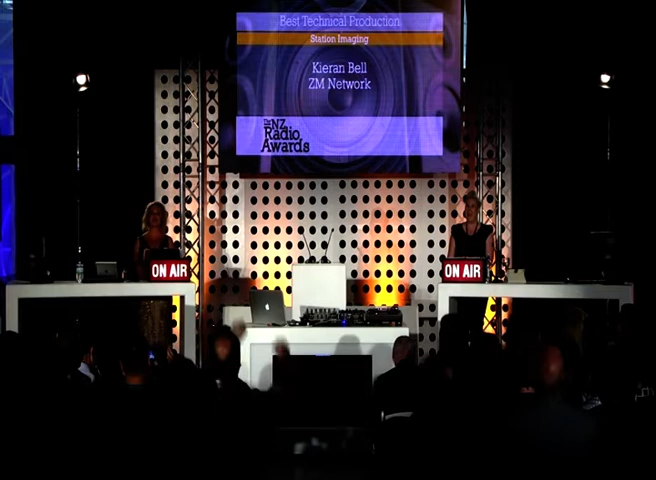 Best Technical Production
Station Imaging
Kieran Bell
ZM Network
The NZ
Radio
Awards
ON AIR
ON AIR